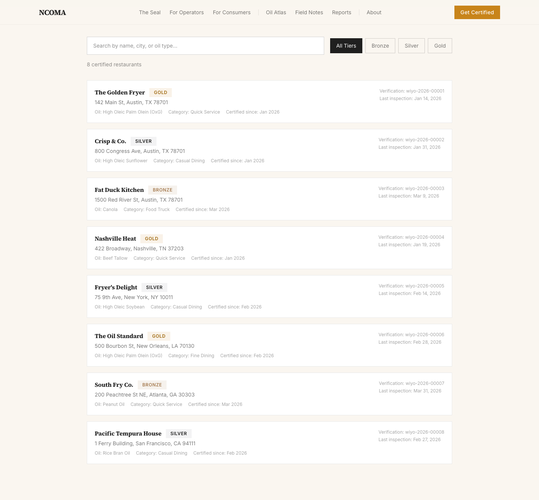 NCOMA
The Seal For Operators For Consumers Oil Atlas Field Notes Reports About
Get Certified
Search by name, city, or oil type...
All Tiers Bronze Silver Gold
8 certified restaurants
The Golden Fryer GOLD
Verification: wiyo-2026-00001
142 Main St, Austin, TX 78701
Last inspection: Jan 14, 2026
Oil: High Oleic Palm Olein (OxG) Category: Quick Service Certified since: Jan 2026
Crisp & Co. SILVER
Verification: wiyo-2026-00002
800 Congress Ave, Austin, TX 78701
Last inspection: Jan 31, 2026
Oil: High Oleic Sunflower Category: Casual Dining Certified since: Jan 2026
Fat Duck Kitchen BRONZE
Verification: wiyo-2026-00003
1500 Red River St, Austin, TX 78701
Last inspection: Mar 9, 2026
Oil: Canola Category: Food Truck Certified since: Mar 2026
Nashville Heat GOLD
Verification: wiyo-2026-00004
422 Broadway, Nashville, TN 37203
Last inspection: Jan 19, 2026
Oil: Beef Tallow Category: Quick Service Certified since: Jan 2026
Fryer's Delight SILVER
Verification: wiyo-2026-00005
75 9th Ave, New York, NY 10011
Last inspection: Feb 14, 2026
Oil: High Oleic Soybean Category: Casual Dining Certified since: Feb 2026
The Oil Standard GOLD
Verification: wiyo-2026-00006
500 Bourbon St, New Orleans, LA 70130
Last inspection: Feb 28, 2026
Oil: High Oleic Palm Olein (OxG) Category: Fine Dining Certified since: Feb 2026
South Fry Co. BRONZE
Verification: wiyo-2026-00007
200 Peachtree St NE, Atlanta, GA 30303
Last inspection: Mar 31, 2026
Oil: Peanut Oil Category: Quick Service Certified since: Mar 2026
Pacific Tempura House SILVER
Verification: wiyo-2026-00008
1 Ferry Building, San Francisco, CA 94111
Last inspection: Feb 27, 2026
Oil: Rice Bran Oil Category: Casual Dining Certified since: Feb 2026